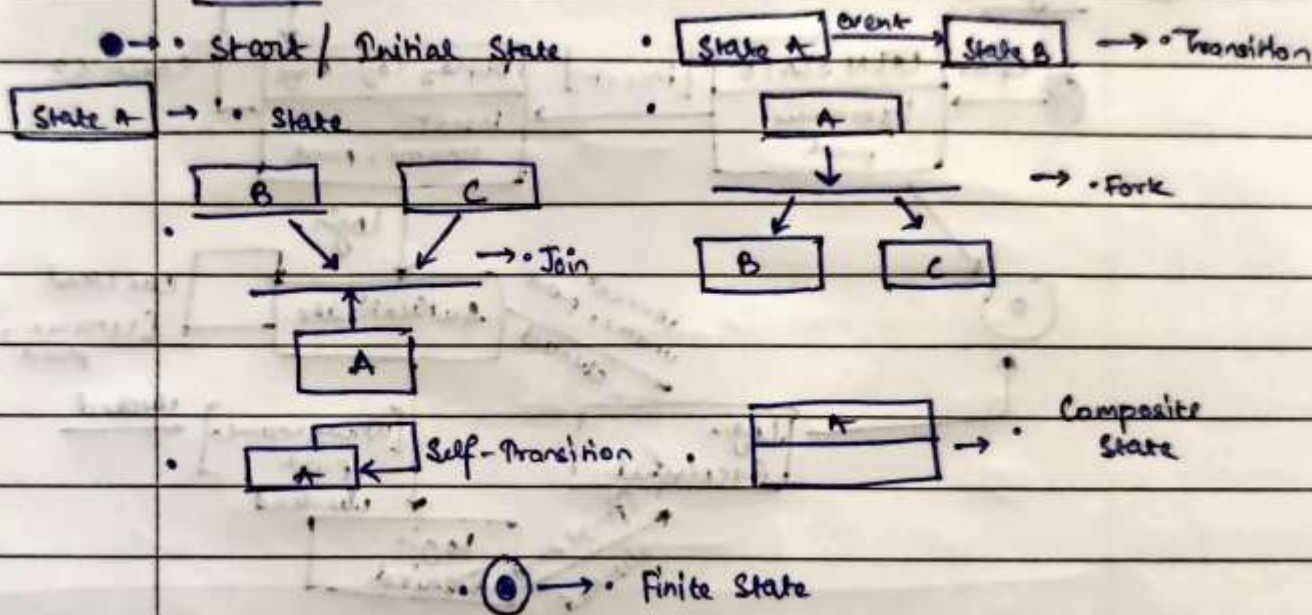 • Start / Initial State
• State A event State B → • Transition
State A → • State
• A
→ • Fork
B C
B C
• → • Join
A
A
→ • Composite
State
• A Self-Transition •
• → • Finite State